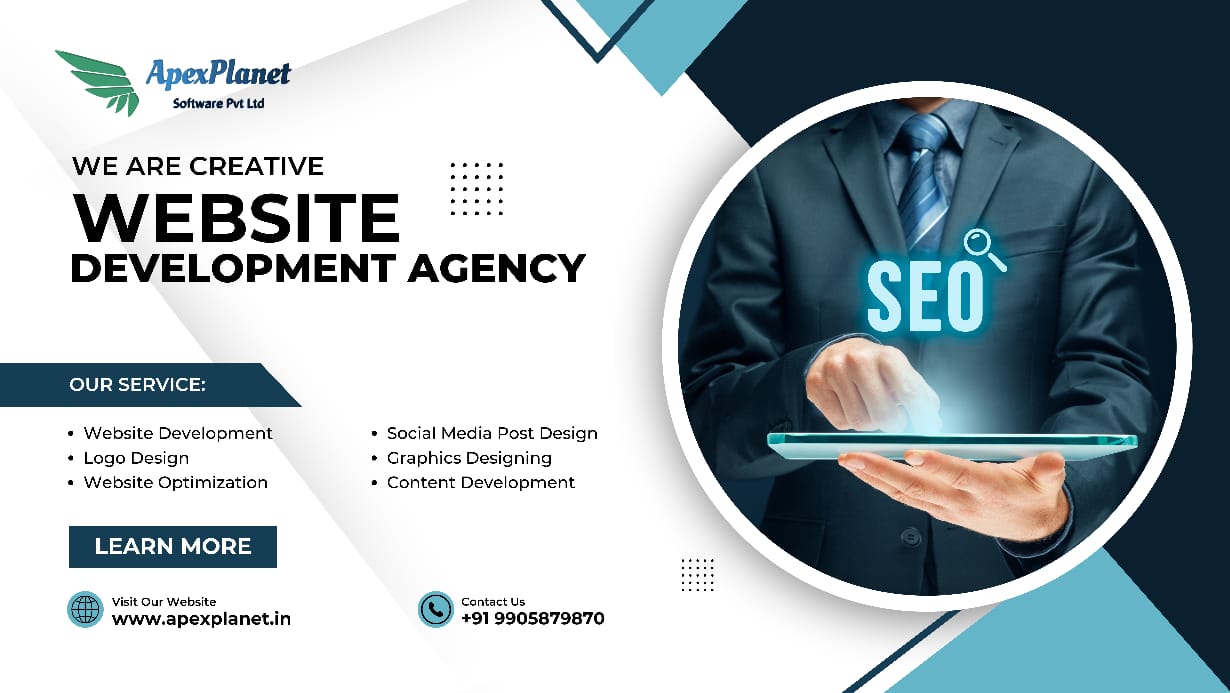 ApexPlanet
Software Pvt Ltd
WE ARE CREATIVE
WEBSITE
DEVELOPMENT AGENCY
OUR SERVICE:
• Website Development
• Logo Design
• Website Optimization
• Social Media Post Design
• Graphics Designing
• Content Development
LEARN MORE
Visit Our Website
www.apexplanet.in
Contact Us
+91 9905879870
SEO